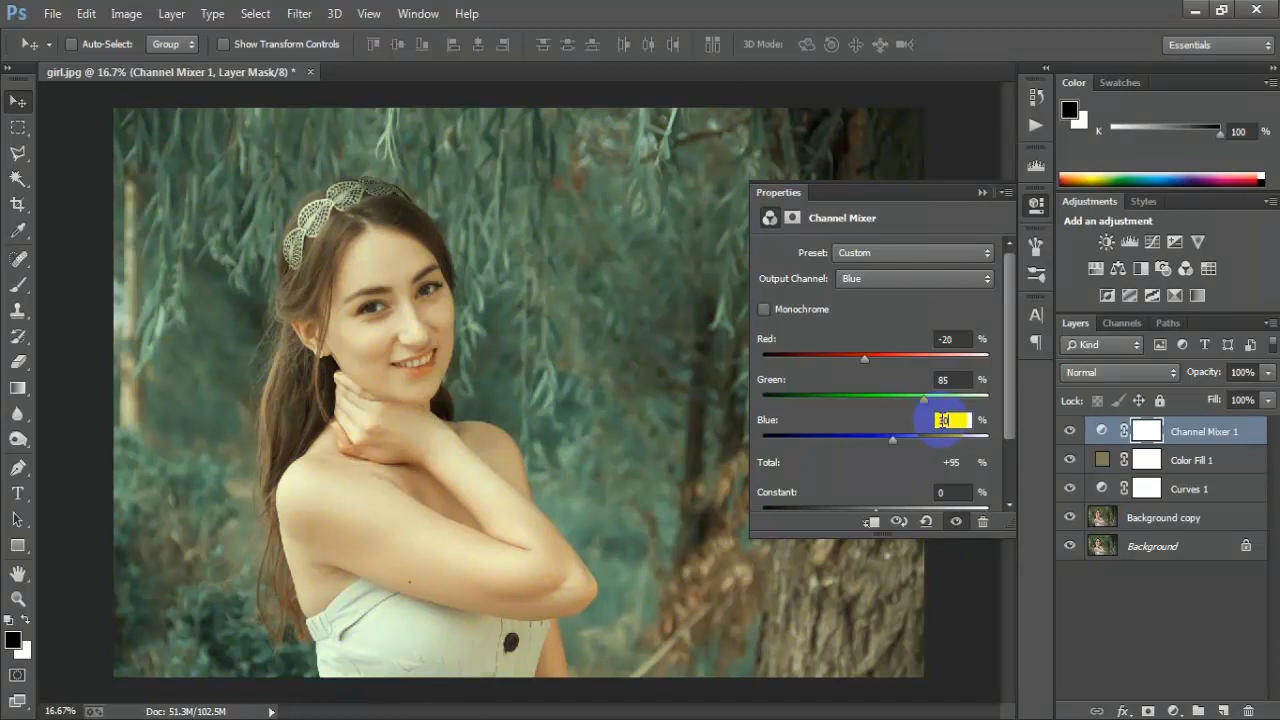 Ps File Edit Image Layer Type Select Filter 3D View Window Help
Auto-Select: Group Show Transform Controls 3D Mode: Essentials
girl.jpg @ 16.7% (Channel Mixer 1, Layer Mask/8) * ×
Color Swatches
K 100 %
Properties
Channel Mixer
Preset: Custom
Output Channel: Blue
Monochrome
Red: -20 %
Green: 85 %
Blue: 30 %
Total: +95 %
Constant: 0 %
Adjustments Styles
Add an adjustment
Layers Channels Paths
Kind
Normal Opacity: 100%
Lock: Fill: 100%
Channel Mixer 1
Color Fill 1
Curves 1
Background copy
Background
16.67% Doc: 51.3M/102.5M